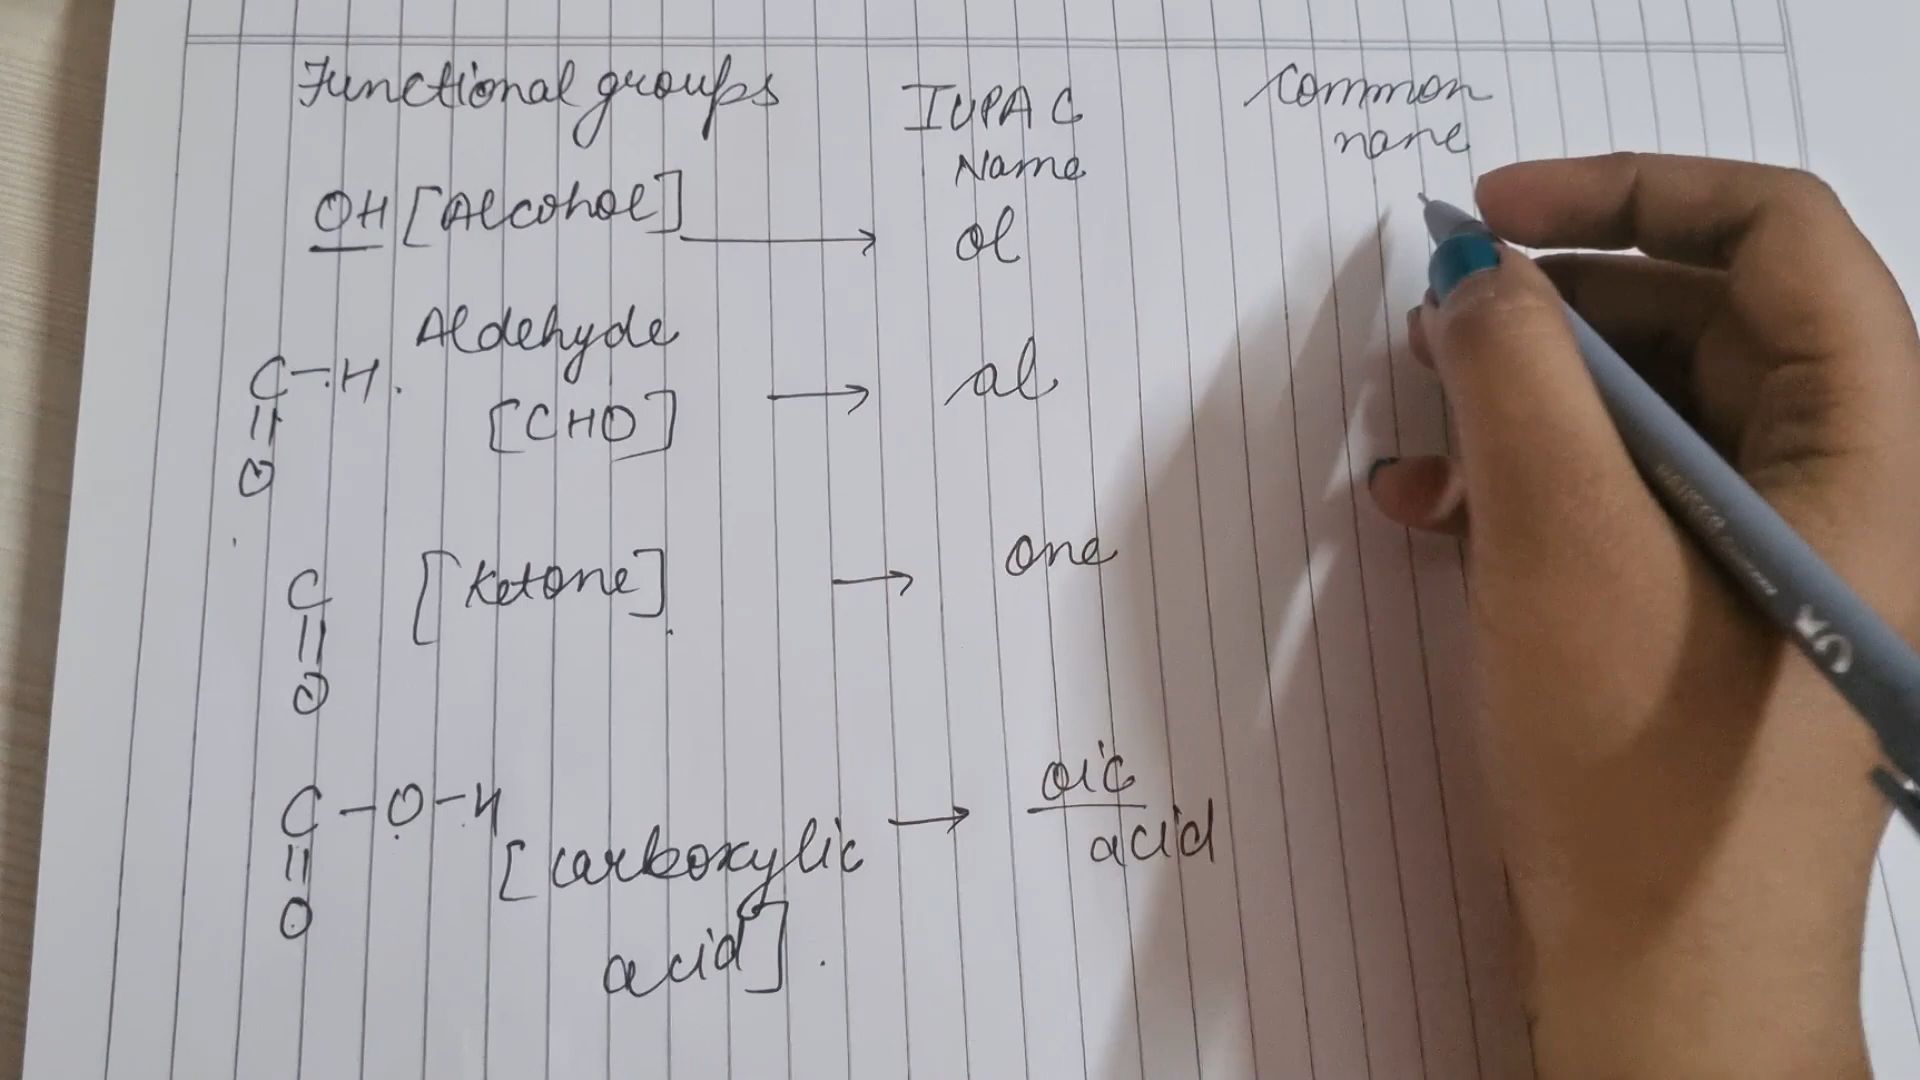 Functional groups
IUPAC
Name
Common
name
OH [Alcohol] → ol
Aldehyde
C-H.
||
O
[CHO] → al
C
||
O
[Ketone] → one
C-O-H
||
O
[carboxylic
acid]. → oic
acid